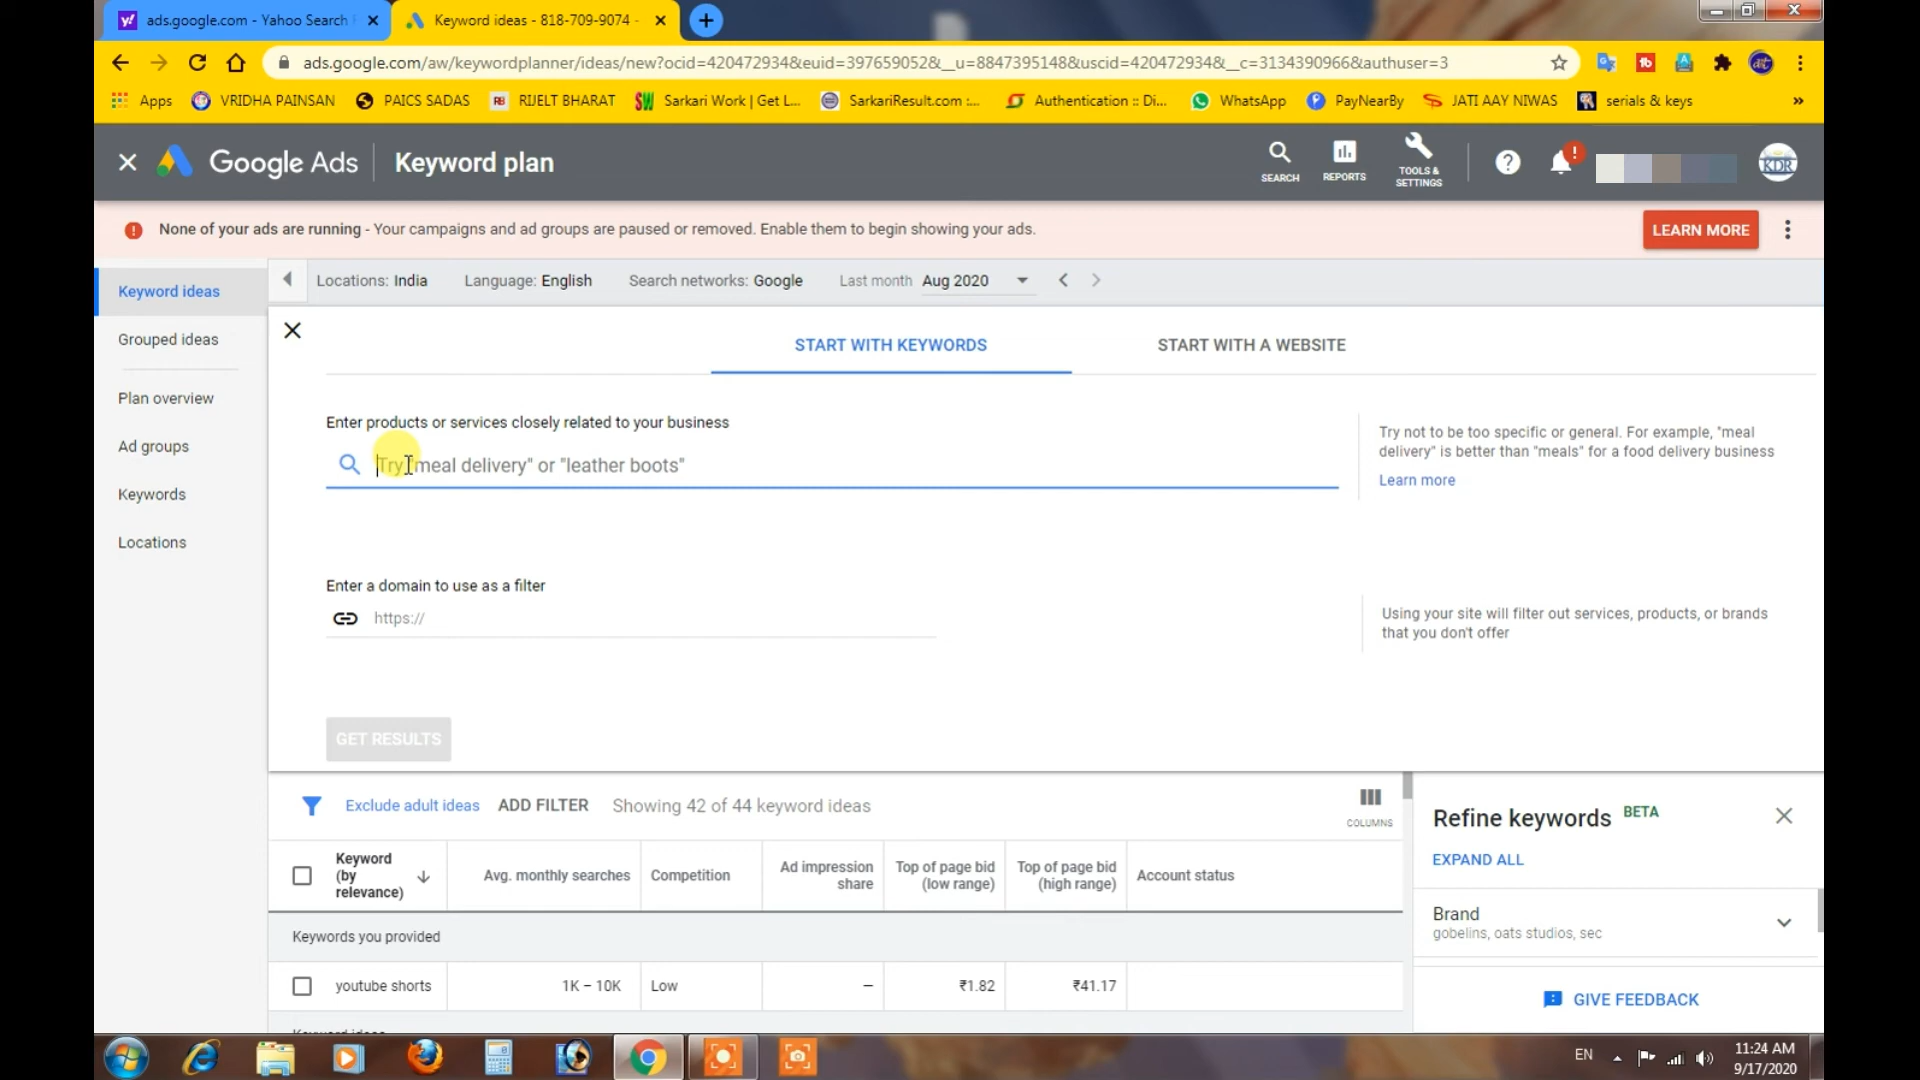 ads.google.com - Yahoo Search
Keyword ideas - 818-709-9074 -
ads.google.com/aw/keywordplanner/ideas/new?ocid=420472934&euid=397659052&__u=8847395148&uscid=420472934&__c=3134390966&authuser=3
Apps VRIDHA PAINSAN PAICS SADAS RIJELT BHARAT Sarkari Work | Get L... SarkariResult.com :... Authentication :: Di... WhatsApp PayNearBy JATI AAY NIWAS serials & keys »
Google Ads Keyword plan
SEARCH
REPORTS
TOOLS &
SETTINGS
KDR
None of your ads are running - Your campaigns and ad groups are paused or removed. Enable them to begin showing your ads.
LEARN MORE
Keyword ideas
Grouped ideas
Plan overview
Ad groups
Keywords
Locations
Locations: India Language: English Search networks: Google Last month Aug 2020
START WITH KEYWORDS
START WITH A WEBSITE
Enter products or services closely related to your business
Try "meal delivery" or "leather boots"
Try not to be too specific or general. For example, "meal
delivery" is better than "meals" for a food delivery business
Learn more
Enter a domain to use as a filter
https://
Using your site will filter out services, products, or brands
that you don't offer
GET RESULTS
Exclude adult ideas ADD FILTER Showing 42 of 44 keyword ideas
COLUMNS
Keyword
(by
relevance)
Avg. monthly searches
Competition
Ad impression
share
Top of page bid
(low range)
Top of page bid
(high range)
Account status
Keywords you provided
youtube shorts 1K – 10K Low – ₹1.82 ₹41.17
Keyword ideas
Refine keywords BETA
EXPAND ALL
Brand
gobelins, oats studios, sec
GIVE FEEDBACK
EN
11:24 AM
9/17/2020